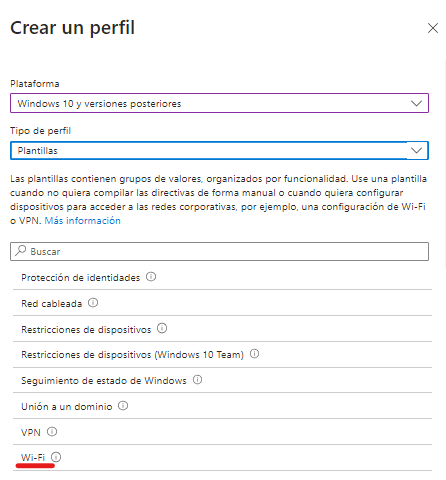 Crear un perfil
Plataforma
Windows 10 y versiones posteriores
Tipo de perfil
Plantillas
Las plantillas contienen grupos de valores, organizados por funcionalidad. Use una plantilla
cuando no quiera compilar las directivas de forma manual o cuando quiera configurar
dispositivos para acceder a las redes corporativas, por ejemplo, una configuración de Wi-Fi
o VPN. Más información
Buscar
Protección de identidades
Red cableada
Restricciones de dispositivos
Restricciones de dispositivos (Windows 10 Team)
Seguimiento de estado de Windows
Unión a un dominio
VPN
Wi-Fi